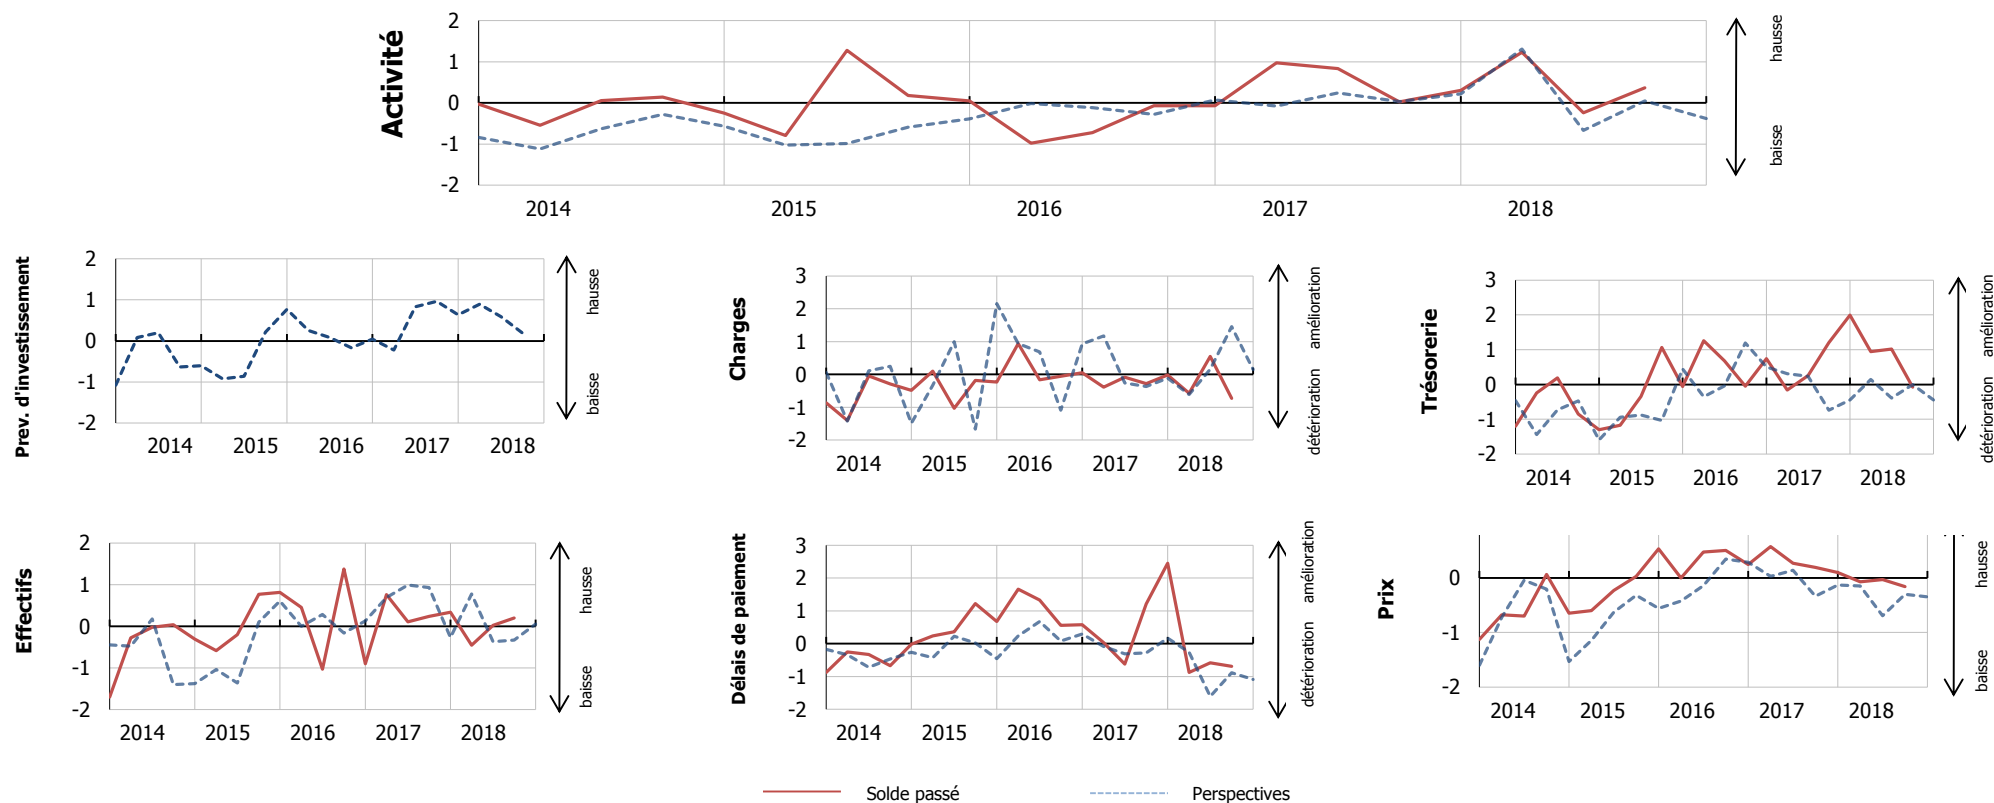 Activité
2
1
0
-1
-2
2014 2015 2016 2017 2018
hausse
baisse
Prev. d'investissement
2
1
0
-1
-2
2014 2015 2016 2017 2018
hausse
baisse
Charges
3
2
1
0
-1
-2
2014 2015 2016 2017 2018
amélioration
détérioration
Trésorerie
3
2
1
0
-1
-2
2014 2015 2016 2017 2018
amélioration
détérioration
Effectifs
2
1
0
-1
-2
2014 2015 2016 2017 2018
hausse
baisse
Délais de paiement
3
2
1
0
-1
-2
2014 2015 2016 2017 2018
amélioration
détérioration
Prix
0
-1
-2
2014 2015 2016 2017 2018
hausse
baisse
Solde passé Perspectives